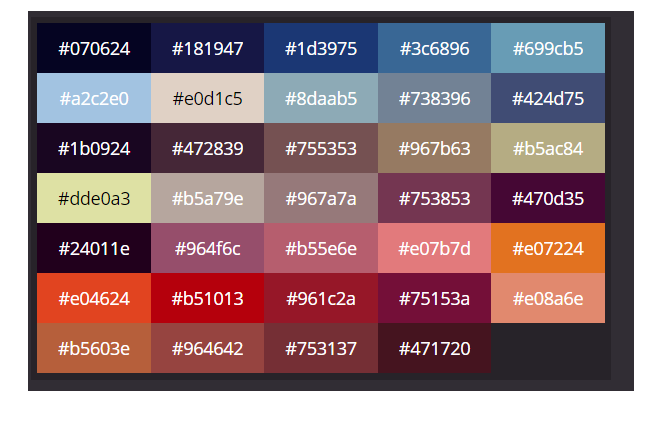 #070624 #181947 #1d3975 #3c6896 #699cb5
#a2c2e0 #e0d1c5 #8daab5 #738396 #424d75
#1b0924 #472839 #755353 #967b63 #b5ac84
#dde0a3 #b5a79e #967a7a #753853 #470d35
#24011e #964f6c #b55e6e #e07b7d #e07224
#e04624 #b51013 #961c2a #75153a #e08a6e
#b5603e #964642 #753137 #471720